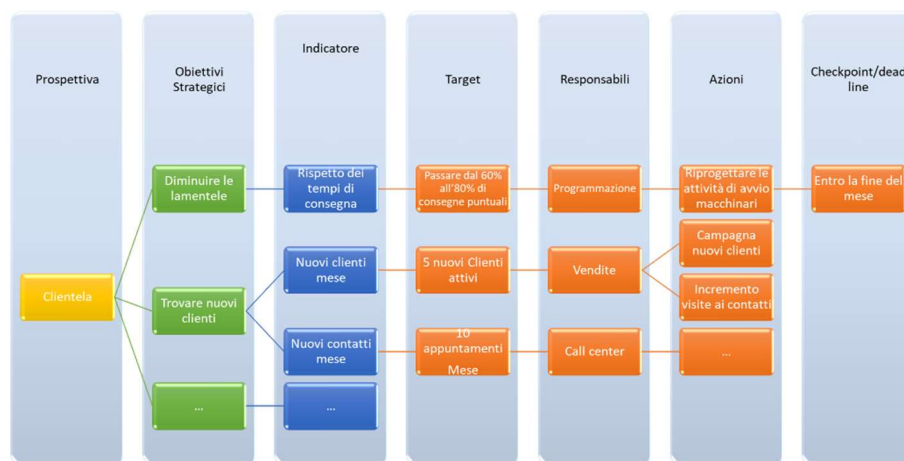 Prospettiva
Obiettivi
Strategici
Indicatore
Target
Responsabili
Azioni
Checkpoint/dead
line
Clientela
Diminuire le
lamentele
Rispetto dei
tempi di
consegna
Passare dal 60%
all'80% di
consegne puntuali
Programmazione
Riprogettare le
attività di avvio
macchinari
Entro la fine del
mese
Trovare nuovi
clienti
Nuovi clienti
mese
5 nuovi Clienti
attivi
Vendite
Campagna
nuovi clienti
Incremento
visite ai contatti
Nuovi contatti
mese
10
appuntamenti
Mese
Call center
...
...
...